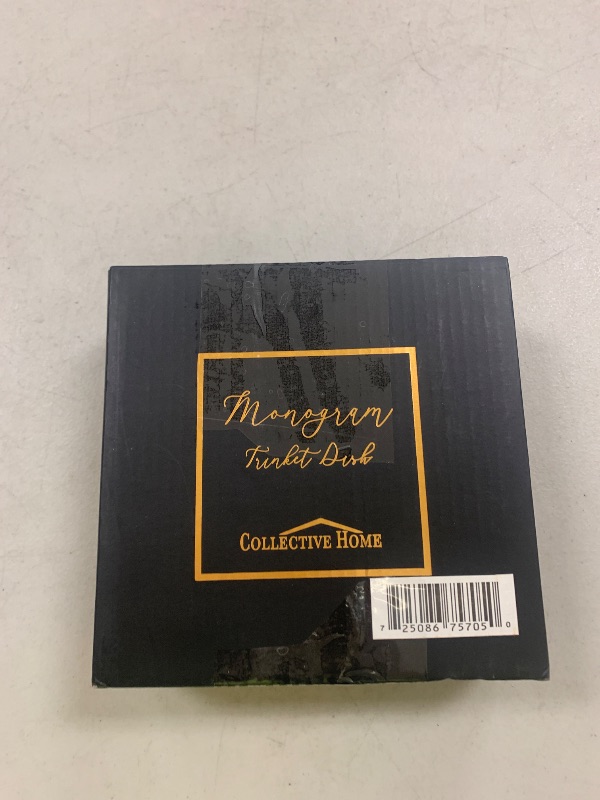 Monogram
Trinket Dish
COLLECTIVE HOME
7 25086 75705 0